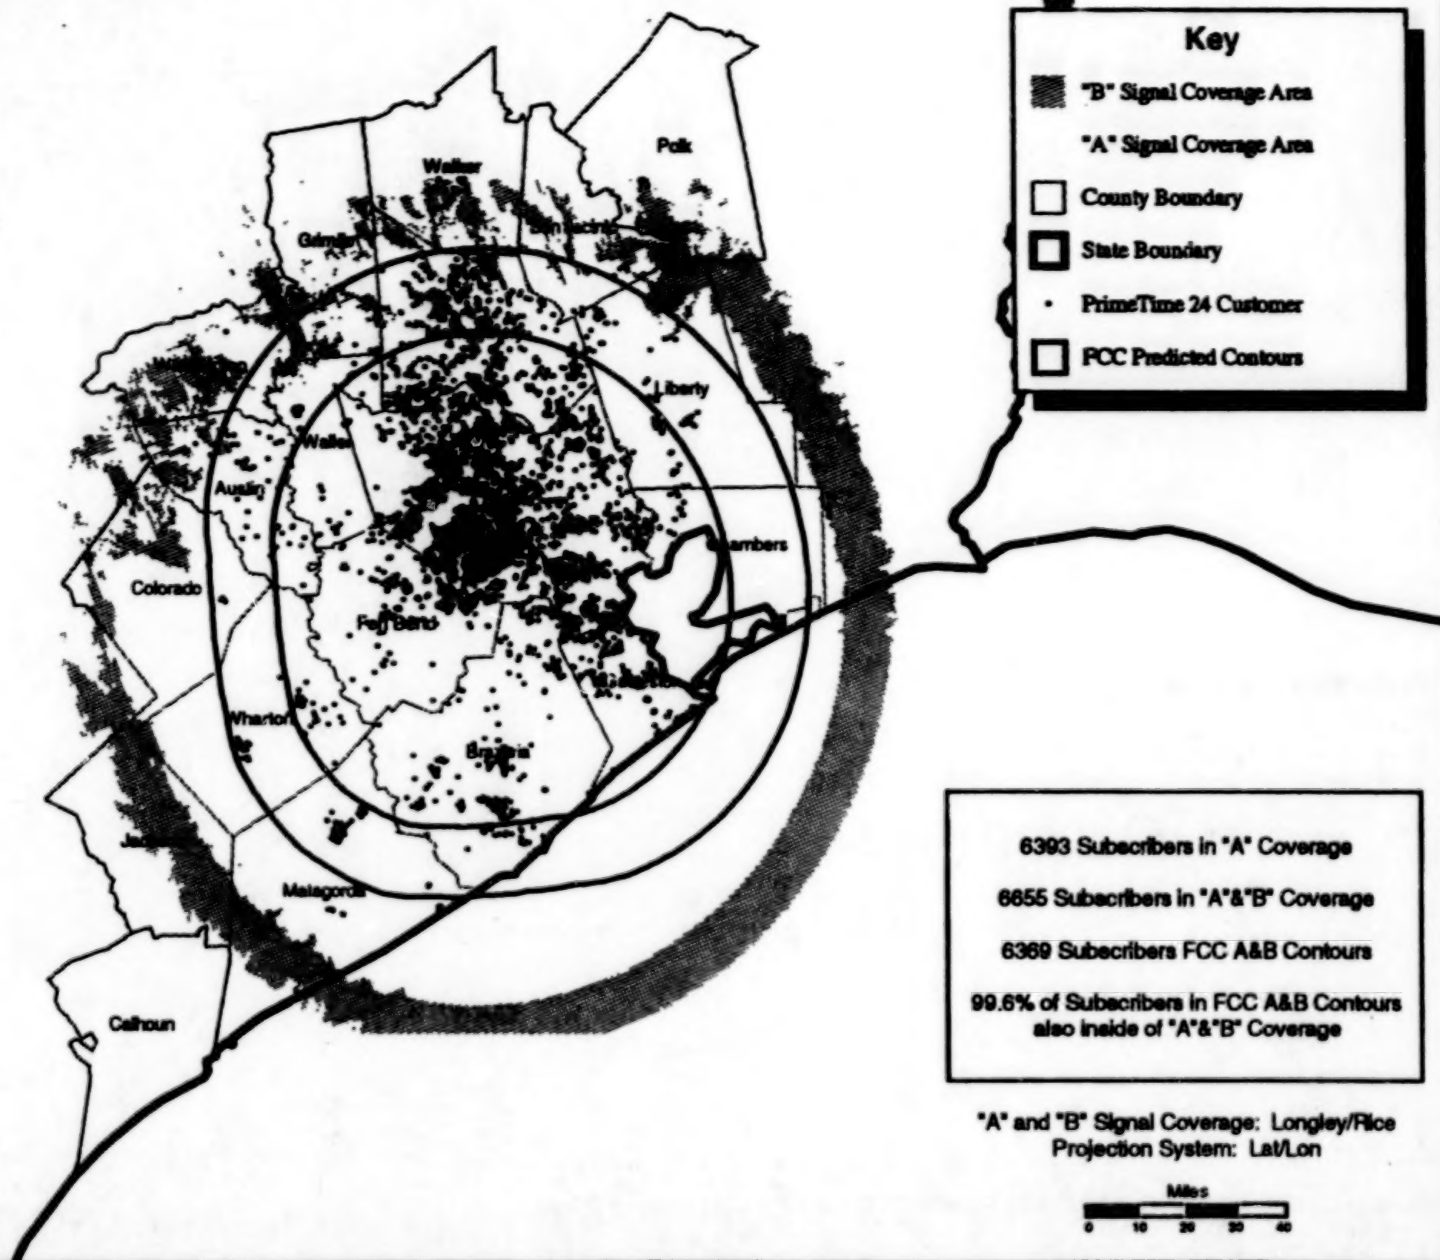 Key
"B" Signal Coverage Area
"A" Signal Coverage Area
County Boundary
State Boundary
PrimeTime 24 Customer
FCC Predicted Contours
Polk
Walker
Grimes
Liberty
Waller
Austin
Chambers
Colorado
Fort Bend
Wharton
Brazoria
Matagorda
Calhoun
6393 Subscribers in "A" Coverage
6655 Subscribers in "A"&"B" Coverage
6369 Subscribers FCC A&B Contours
99.6% of Subscribers in FCC A&B Contours
also inside of "A"&"B" Coverage
"A" and "B" Signal Coverage: Longley/Rice
Projection System: Lat/Lon
Miles
0 10 20 30 40